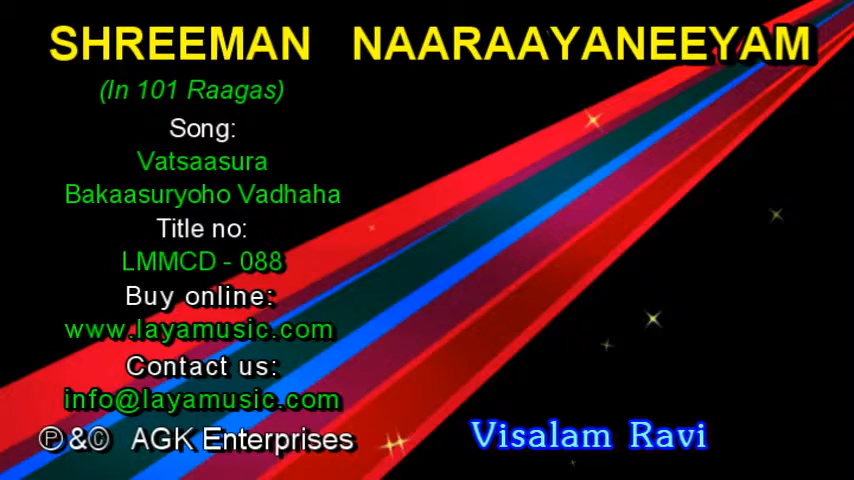 SHREEMAN NAARAAYANEEYAM
(In 101 Raagas)
Song:
Vatsaasura
Bakaasuryoho Vadhaha
Title no:
LMMCD - 088
Buy online:
www.layamusic.com
Contact us:
info@layamusic.com
Ⓟ &© AGK Enterprises
Visalam Ravi